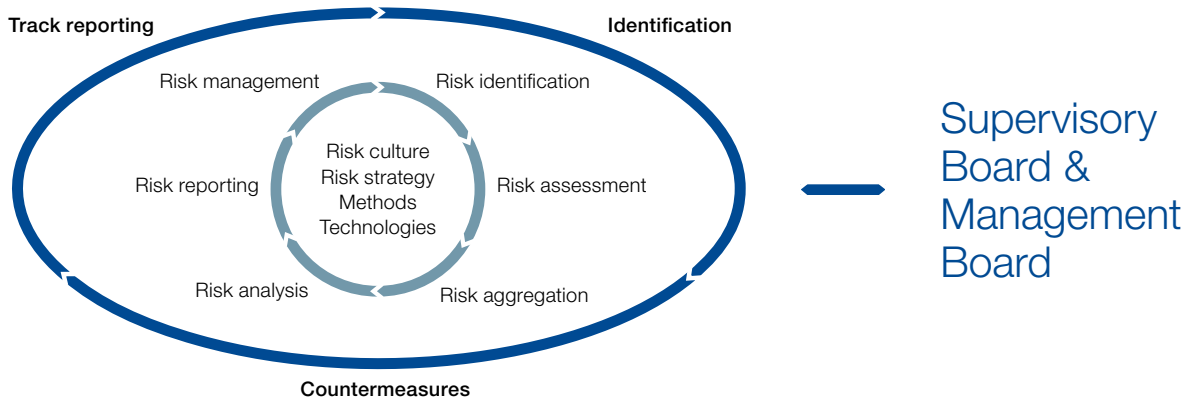 Track reporting
Identification
Risk management
Risk identification
Risk culture
Risk strategy
Methods
Technologies
Risk reporting
Risk assessment
Risk analysis
Risk aggregation
Countermeasures
Supervisory
Board &
Management
Board